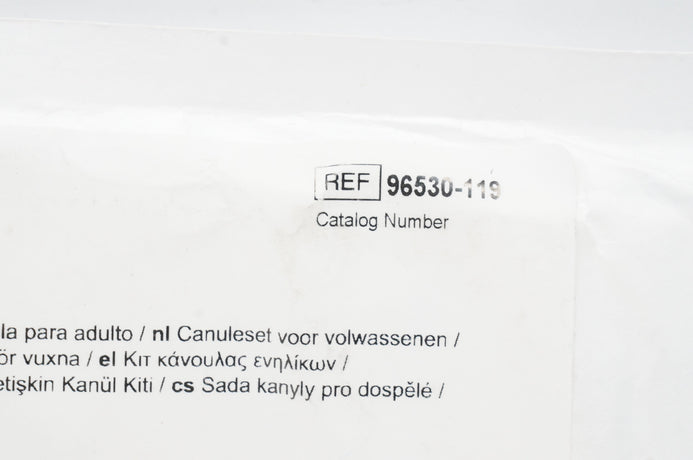 REF 96530-119
Catalog Number
la para adulto / nl Canuleset voor volwassenen /
ör vuxna / el Κιτ κάνουλας ενηλίκων /
etişkin Kanül Kiti / cs Sada kanyly pro dospělé /